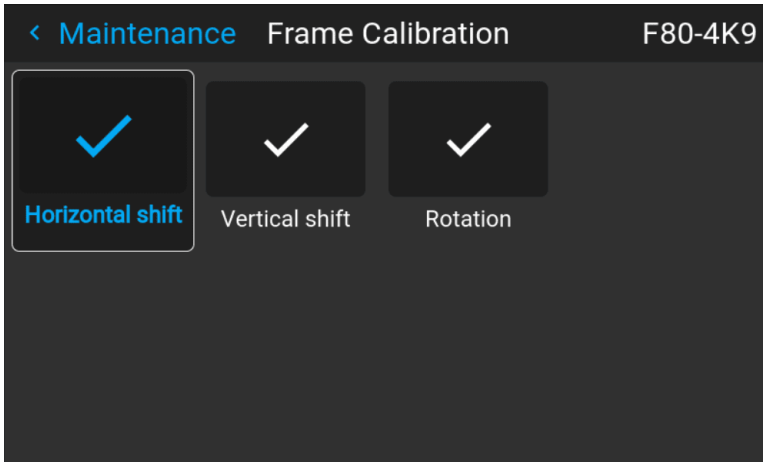 Maintenance Frame Calibration F80-4K9
Horizontal shift Vertical shift Rotation